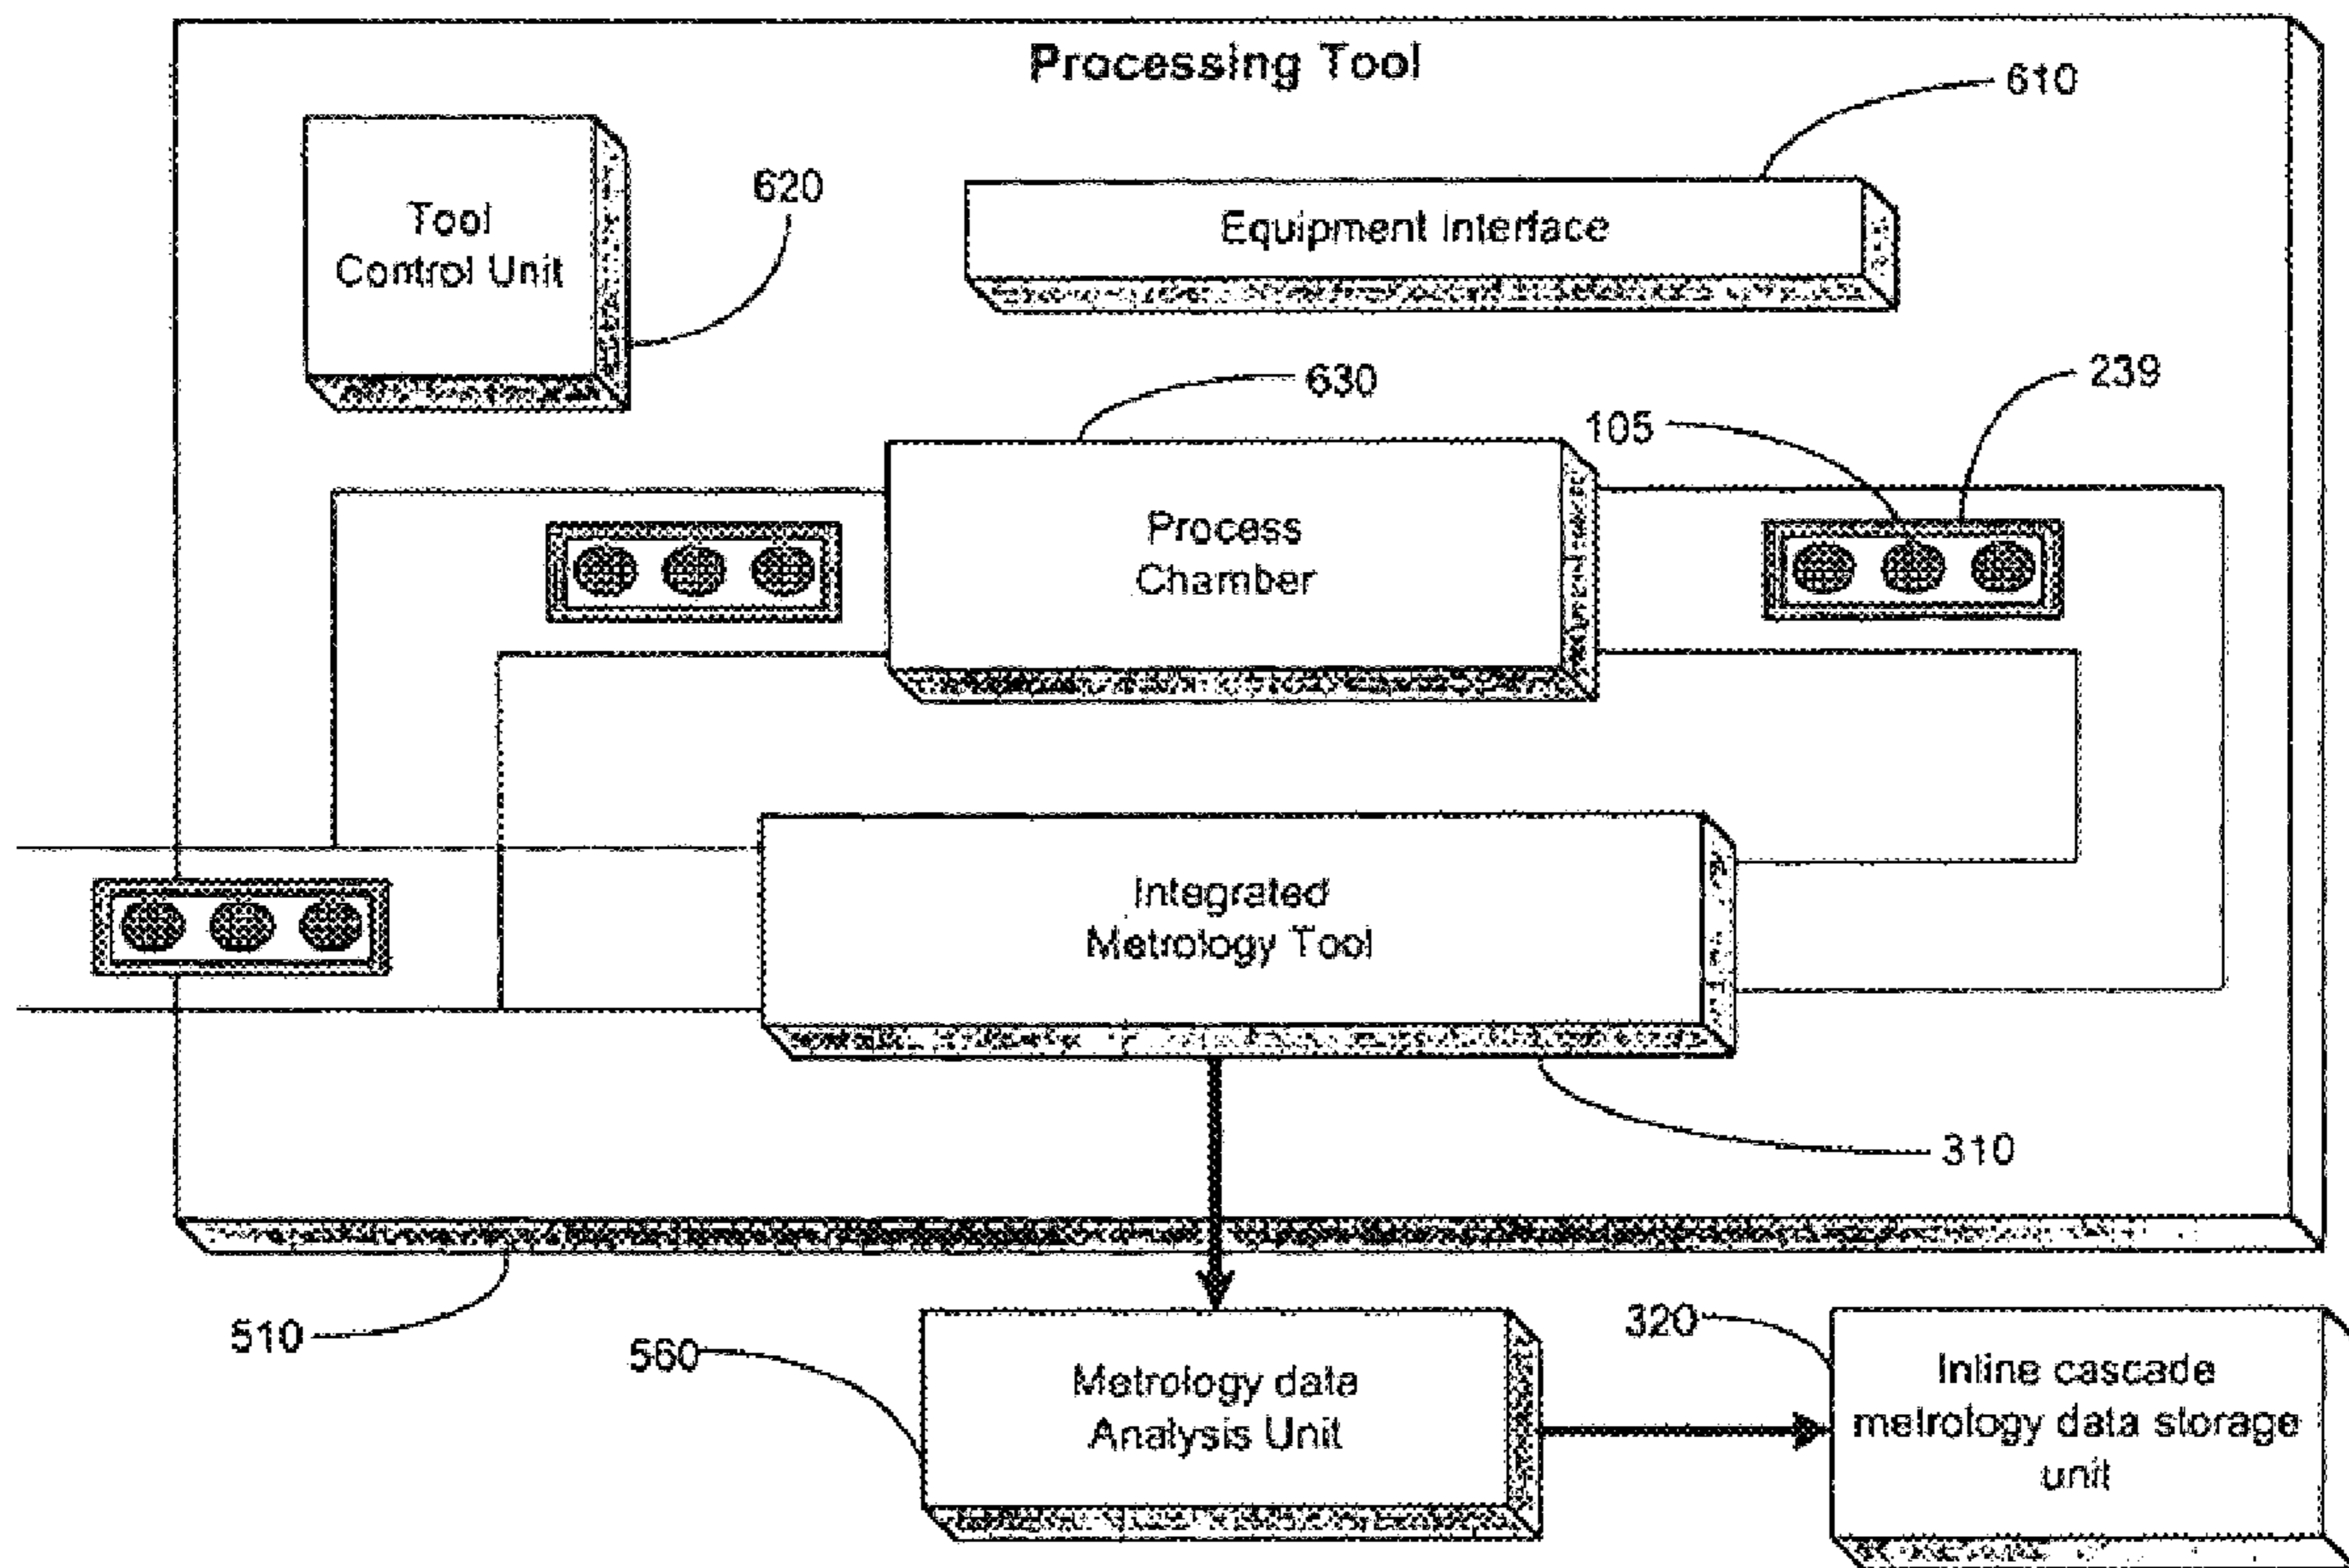 Processing Tool
610
Tool
Control Unit
620
Equipment Interface
630
239
105
Process
Chamber
Integrated
Metrology Tool
310
510
560
Metrology data
Analysis Unit
320
Inline cascade
metrology data storage
unit